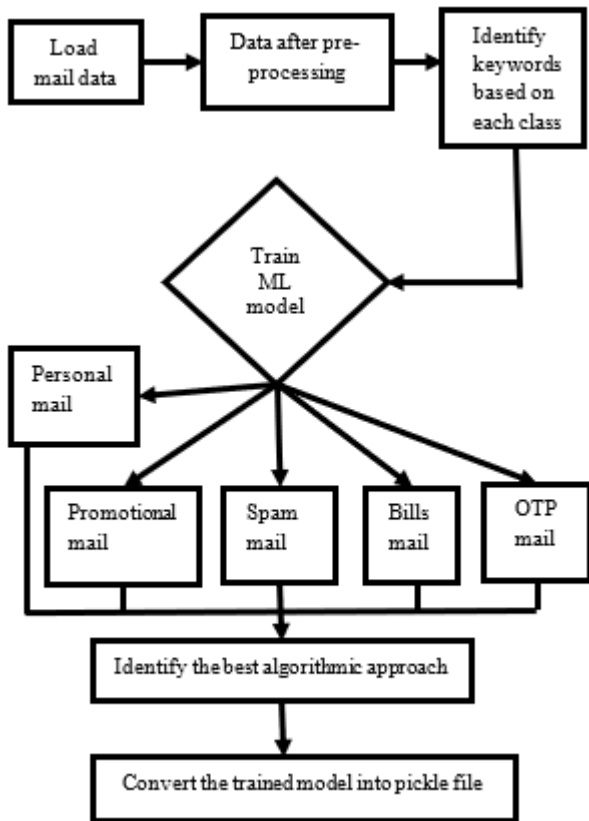 Load
mail data
Data after pre-
processing
Identify
keywords
based on
each class
Train
ML
model
Personal
mail
Promotional
mail
Spam
mail
Bills
mail
OTP
mail
Identify the best algorithmic approach
Convert the trained model into pickle file